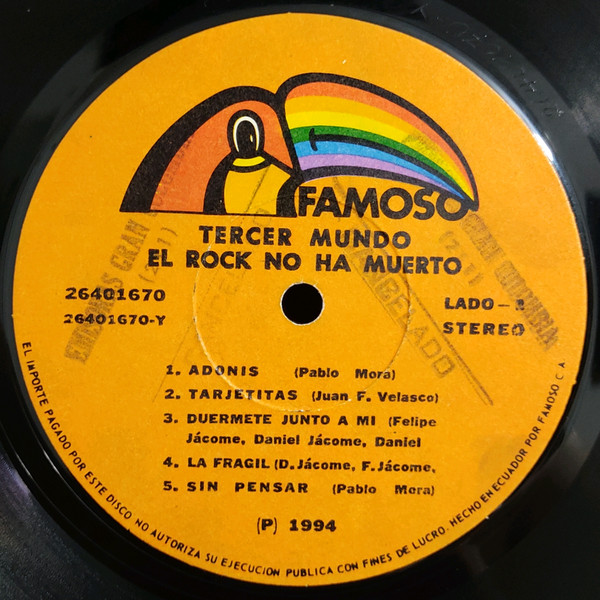 FAMOSO
TERCER MUNDO
EL ROCK NO HA MUERTO
26401670
26401670-Y
LADO-
STEREO
1. ADONIS (Pablo Mora)
2. TARJETITAS (Juan F. Velasco)
3. DUERMETE JUNTO A MI (Felipe
Jácome, Daniel Jácome, Daniel
4. LA FRAGIL (D. Jácome, F. Jácome,
5. SIN PENSAR (Pablo Mora)
(P) 1994
EL IMPORTE PAGADO POR ESTE DISCO NO AUTORIZA SU EJECUCION PUBLICA CON FINES DE LUCRO. HECHO EN ECUADOR POR FAMOSO C A
GRAN
CANCELADO